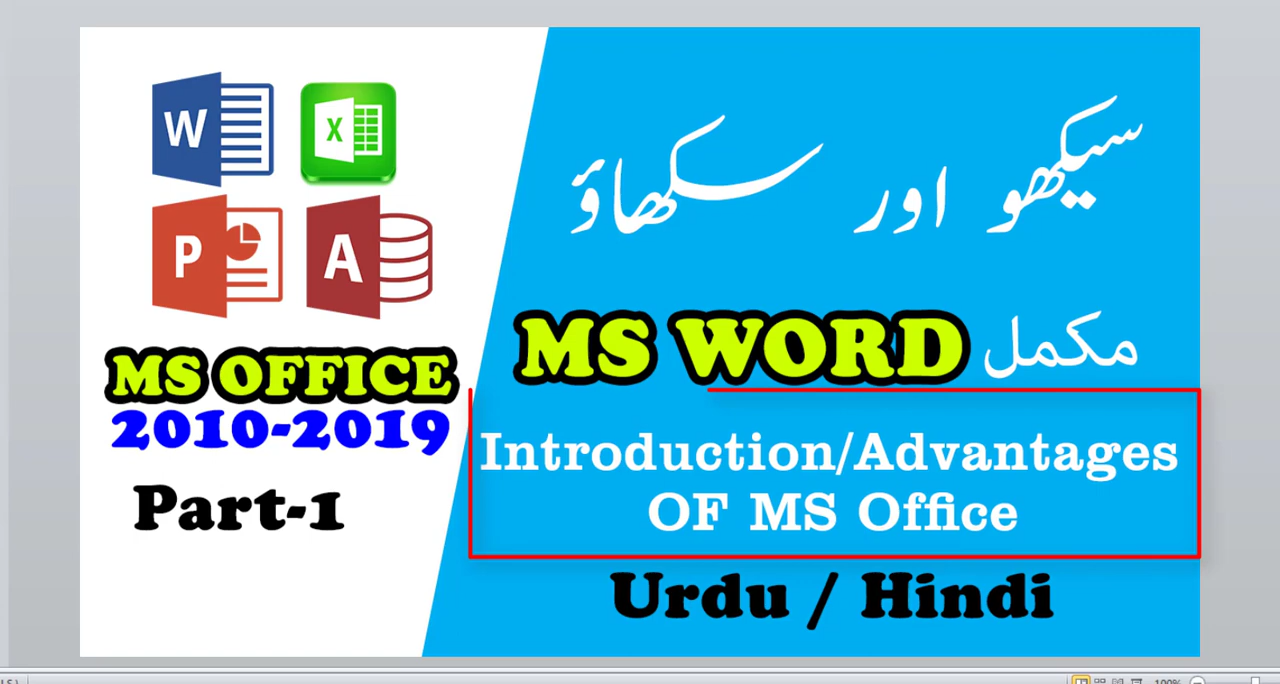 W
X
P
A
MS OFFICE
2010-2019
Part-1
سیکھو اور سکھاؤ
MS WORD مکمل
Introduction/Advantages
OF MS Office
Urdu / Hindi
100%